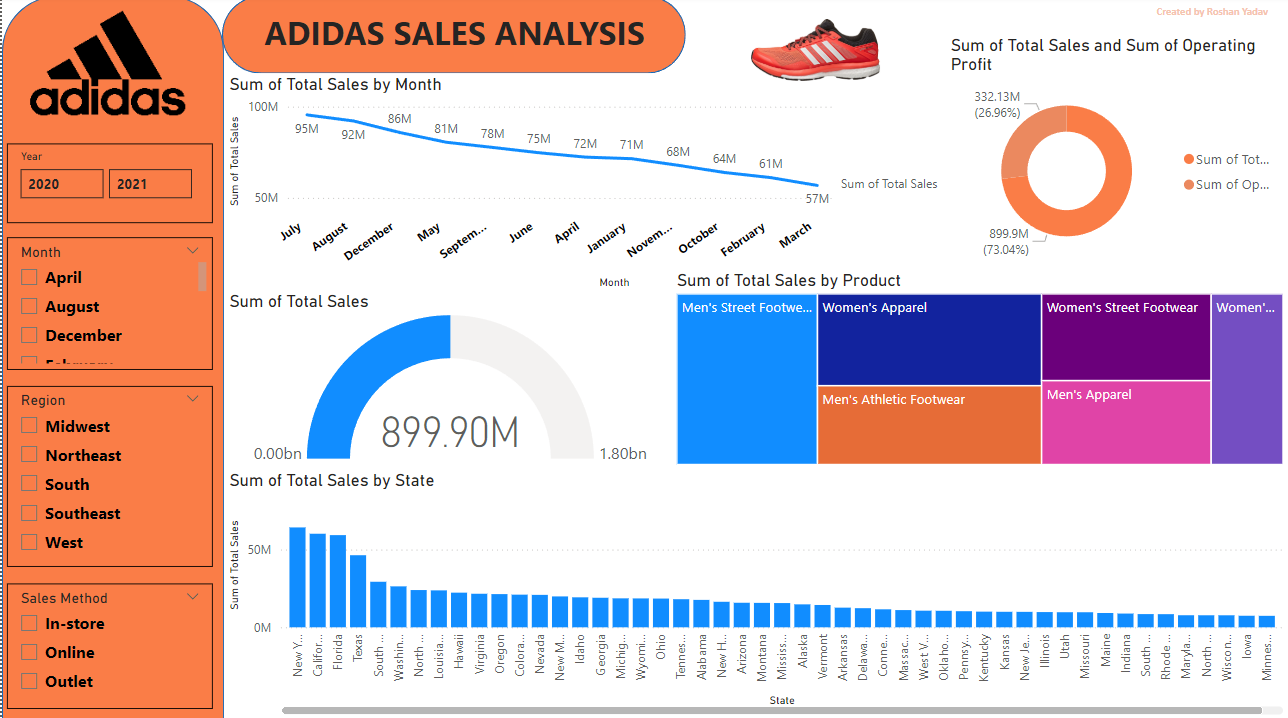 adidas
ADIDAS SALES ANALYSIS
Created by Roshan Yadav
Year
2020 2021
Month
April
August
December
Region
Midwest
Northeast
South
Southeast
West
Sales Method
In-store
Online
Outlet
Sum of Total Sales by Month
Sum of Total Sales
100M
50M
95M 92M 86M 81M 78M 75M 72M 71M 68M 64M 61M 57M
Sum of Total Sales
July August December May Septem... June April January Novem... October February March
Month
Sum of Total Sales and Sum of Operating
Profit
332.13M
(26.96%)
899.9M
(73.04%)
Sum of Tot...
Sum of Op...
Sum of Total Sales
899.90M
0.00bn 1.80bn
Sum of Total Sales by Product
Men's Street Footwe... Women's Apparel Women's Street Footwear Women'...
Men's Athletic Footwear Men's Apparel
Sum of Total Sales by State
Sum of Total Sales
50M
0M
New Y... Califor... Florida Texas South ... Washin... North ... Louisia... Hawaii Virginia Oregon Colora... Nevada New M... Idaho Georgia Michig... Wyomi... Ohio Tennes... Alabama New H... Arizona Montana Mississ... Alaska Vermont Arkansas Delawa... Conne... Massac... West V... Oklaho... Pennsy... Kentucky Kansas New Je... Illinois Utah Missouri Maine Indiana South ... Rhode ... Maryla... North ... Wiscon... Iowa Minnes...
State